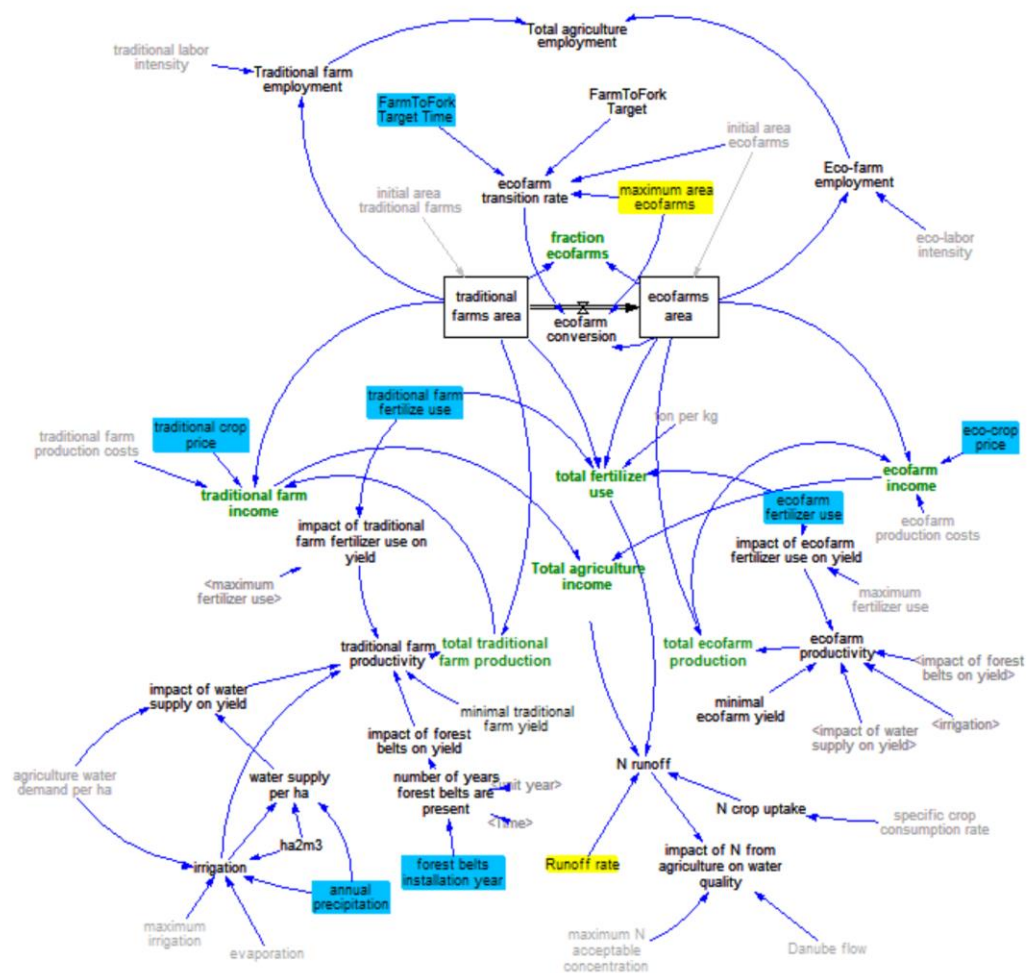 Total agriculture
employment
traditional labor
intensity
Traditional farm
employment
FarmToFork
Target Time
FarmToFork
Target
initial area
ecofarms
Eco-farm
employment
ecofarm
transition rate
maximum area
ecofarms
initial area
traditional farms
eco-labor
intensity
fraction
ecofarms
traditional
farms area
ecofarms
area
ecofarm
conversion
traditional farm
fertilize use
traditional farm
production costs
traditional crop
price
ton per kg
eco-crop
price
traditional farm
income
total fertilizer
use
ecofarm
income
ecofarm
fertilizer use
ecofarm
production costs
impact of traditional
farm fertilizer use on
yield
impact of ecofarm
fertilizer use on yield
Total agriculture
income
<maximum
fertilizer use>
maximum
fertilizer use
traditional farm
productivity
total traditional
farm production
total ecofarm
production
ecofarm
productivity
<impact of forest
belts on yield>
impact of water
supply on yield
minimal traditional
farm yield
minimal
ecofarm yield
<impact of water
supply on yield>
<irrigation>
impact of forest
belts on yield
agriculture water
demand per ha
water supply
per ha
number of years
forest belts are
present
<unit year>
<Time>
N runoff
N crop uptake
specific crop
consumption rate
ha2m3
irrigation
forest belts
installation year
Runoff rate
impact of N from
agriculture on water
quality
annual
precipitation
maximum
irrigation
evaporation
maximum N
acceptable
concentration
Danube flow